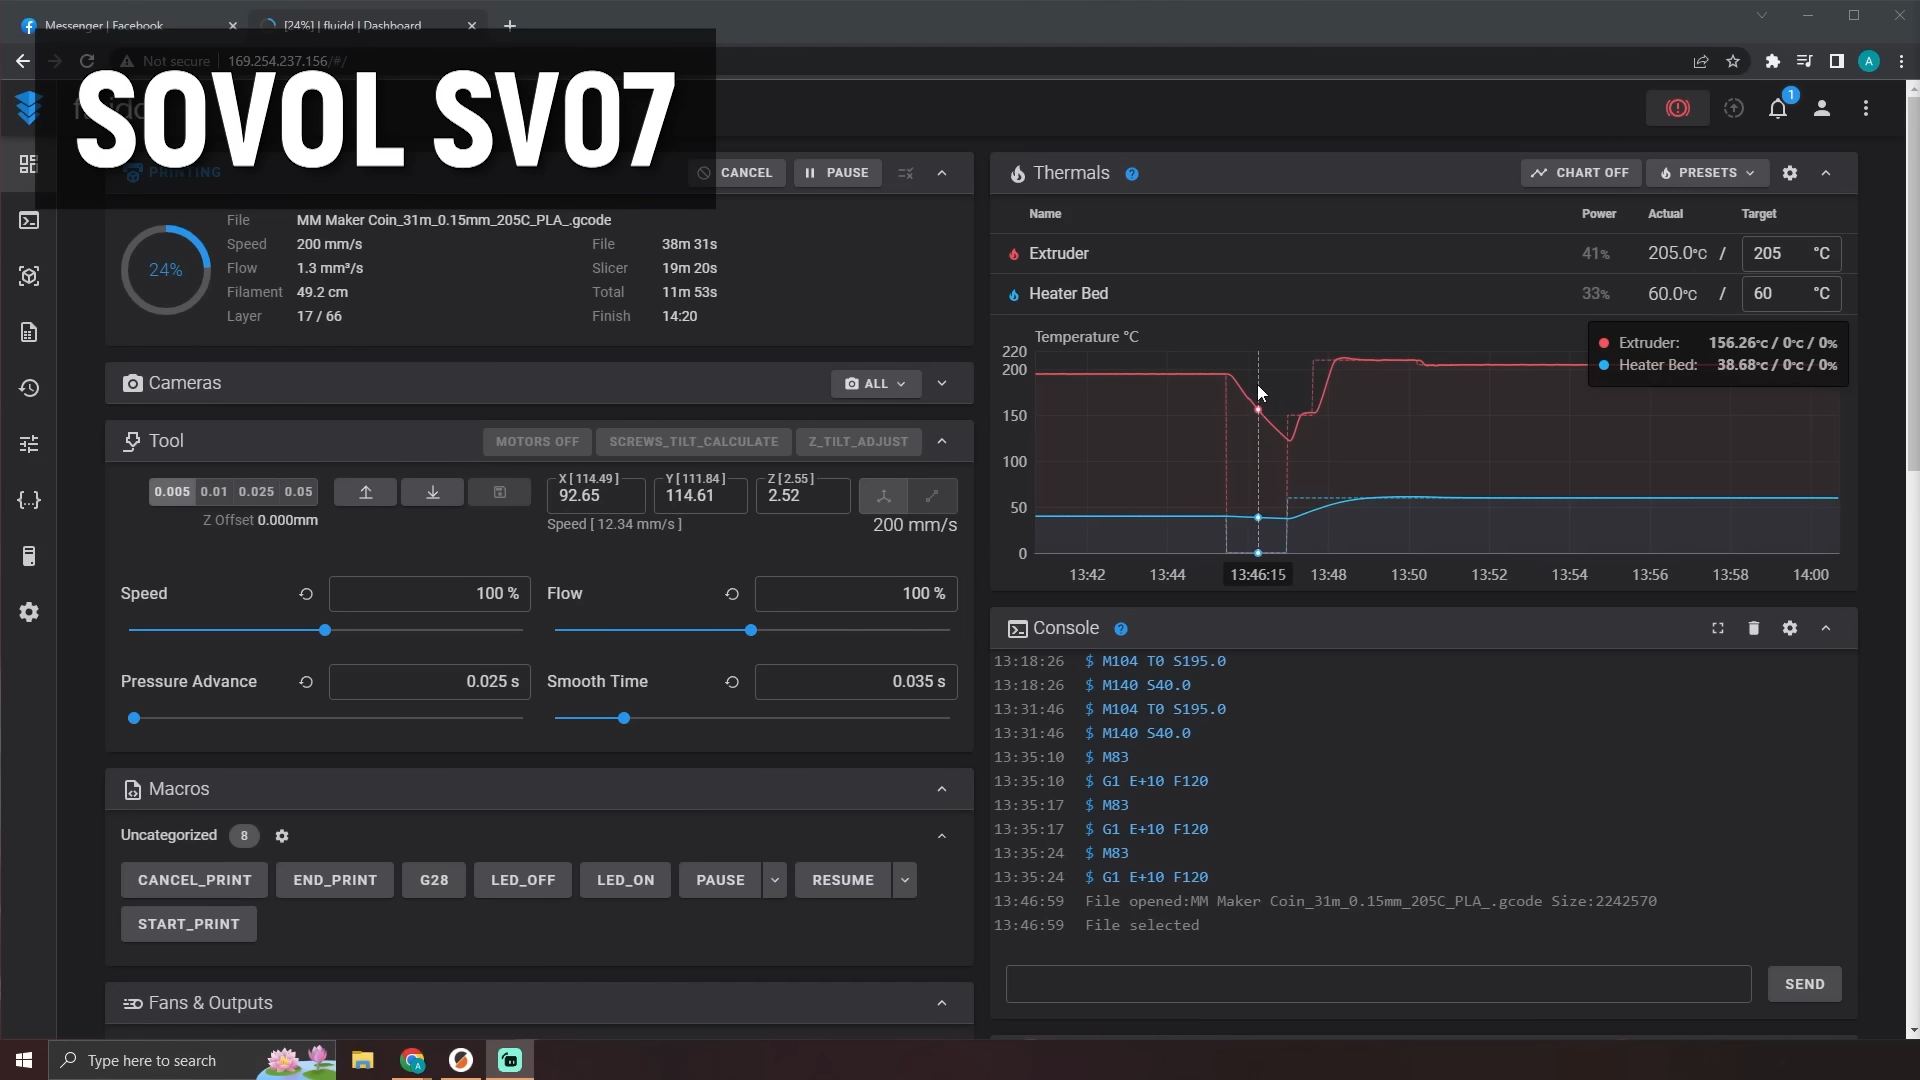 Messenger | Facebook
[24%] | fluidd | Dashboard
Not secure
169.254.237.156/#/
A
SOVOL SV07
1
PRINTING
CANCEL
PAUSE
24%
File
MM Maker Coin_31m_0.15mm_205C_PLA_.gcode
Speed
200 mm/s
File
38m 31s
Flow
1.3 mm³/s
Slicer
19m 20s
Filament
49.2 cm
Total
11m 53s
Layer
17 / 66
Finish
14:20
Cameras
ALL
Tool
MOTORS OFF
SCREWS_TILT_CALCULATE
Z_TILT_ADJUST
0.005
0.01
0.025
0.05
Z Offset 0.000mm
X [ 114.49 ]
92.65
Y [ 111.84 ]
114.61
Z [ 2.55 ]
2.52
Speed [ 12.34 mm/s ]
200 mm/s
Speed
100 %
Flow
100 %
Pressure Advance
0.025 s
Smooth Time
0.035 s
Macros
Uncategorized
8
CANCEL_PRINT
END_PRINT
G28
LED_OFF
LED_ON
PAUSE
RESUME
START_PRINT
Fans & Outputs
Thermals
CHART OFF
PRESETS
Name
Power
Actual
Target
Extruder
41%
205.0°C /
205
°C
Heater Bed
33%
60.0°C /
60
°C
Temperature °C
Extruder: 156.26°C / 0°C / 0%
Heater Bed: 38.68°C / 0°C / 0%
220
200
150
100
50
0
13:42
13:44
13:46:15
13:48
13:50
13:52
13:54
13:56
13:58
14:00
Console
13:18:26 $ M104 T0 S195.0
13:18:26 $ M140 S40.0
13:31:46 $ M104 T0 S195.0
13:31:46 $ M140 S40.0
13:35:10 $ M83
13:35:10 $ G1 E+10 F120
13:35:17 $ M83
13:35:17 $ G1 E+10 F120
13:35:24 $ M83
13:35:24 $ G1 E+10 F120
13:46:59 File opened:MM Maker Coin_31m_0.15mm_205C_PLA_.gcode Size:2242570
13:46:59 File selected
SEND
Type here to search